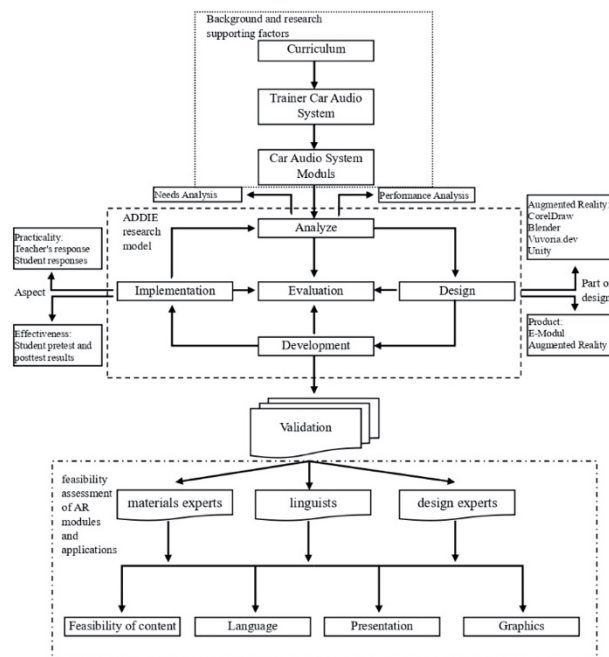 Background and research
supporting factors
Curriculum
Trainer Car Audio
System
Car Audio System
Moduls
Needs Analysis
Performance Analysis
ADDIE
research
model
Analyze
Practicality:
Teacher's response
Student responses
Augmented Reality:
CorelDraw
Blender
Vuvona.dev
Unity
Aspect
Implementation
Evaluation
Design
Part of
design
Effectiveness:
Student pretest and
posttest results
Product:
E-Modul
Augmented Reality
Development
Validation
feasibility
assessment
of AR
modules
and
applications
materials experts
linguists
design experts
Feasibility of content
Language
Presentation
Graphics